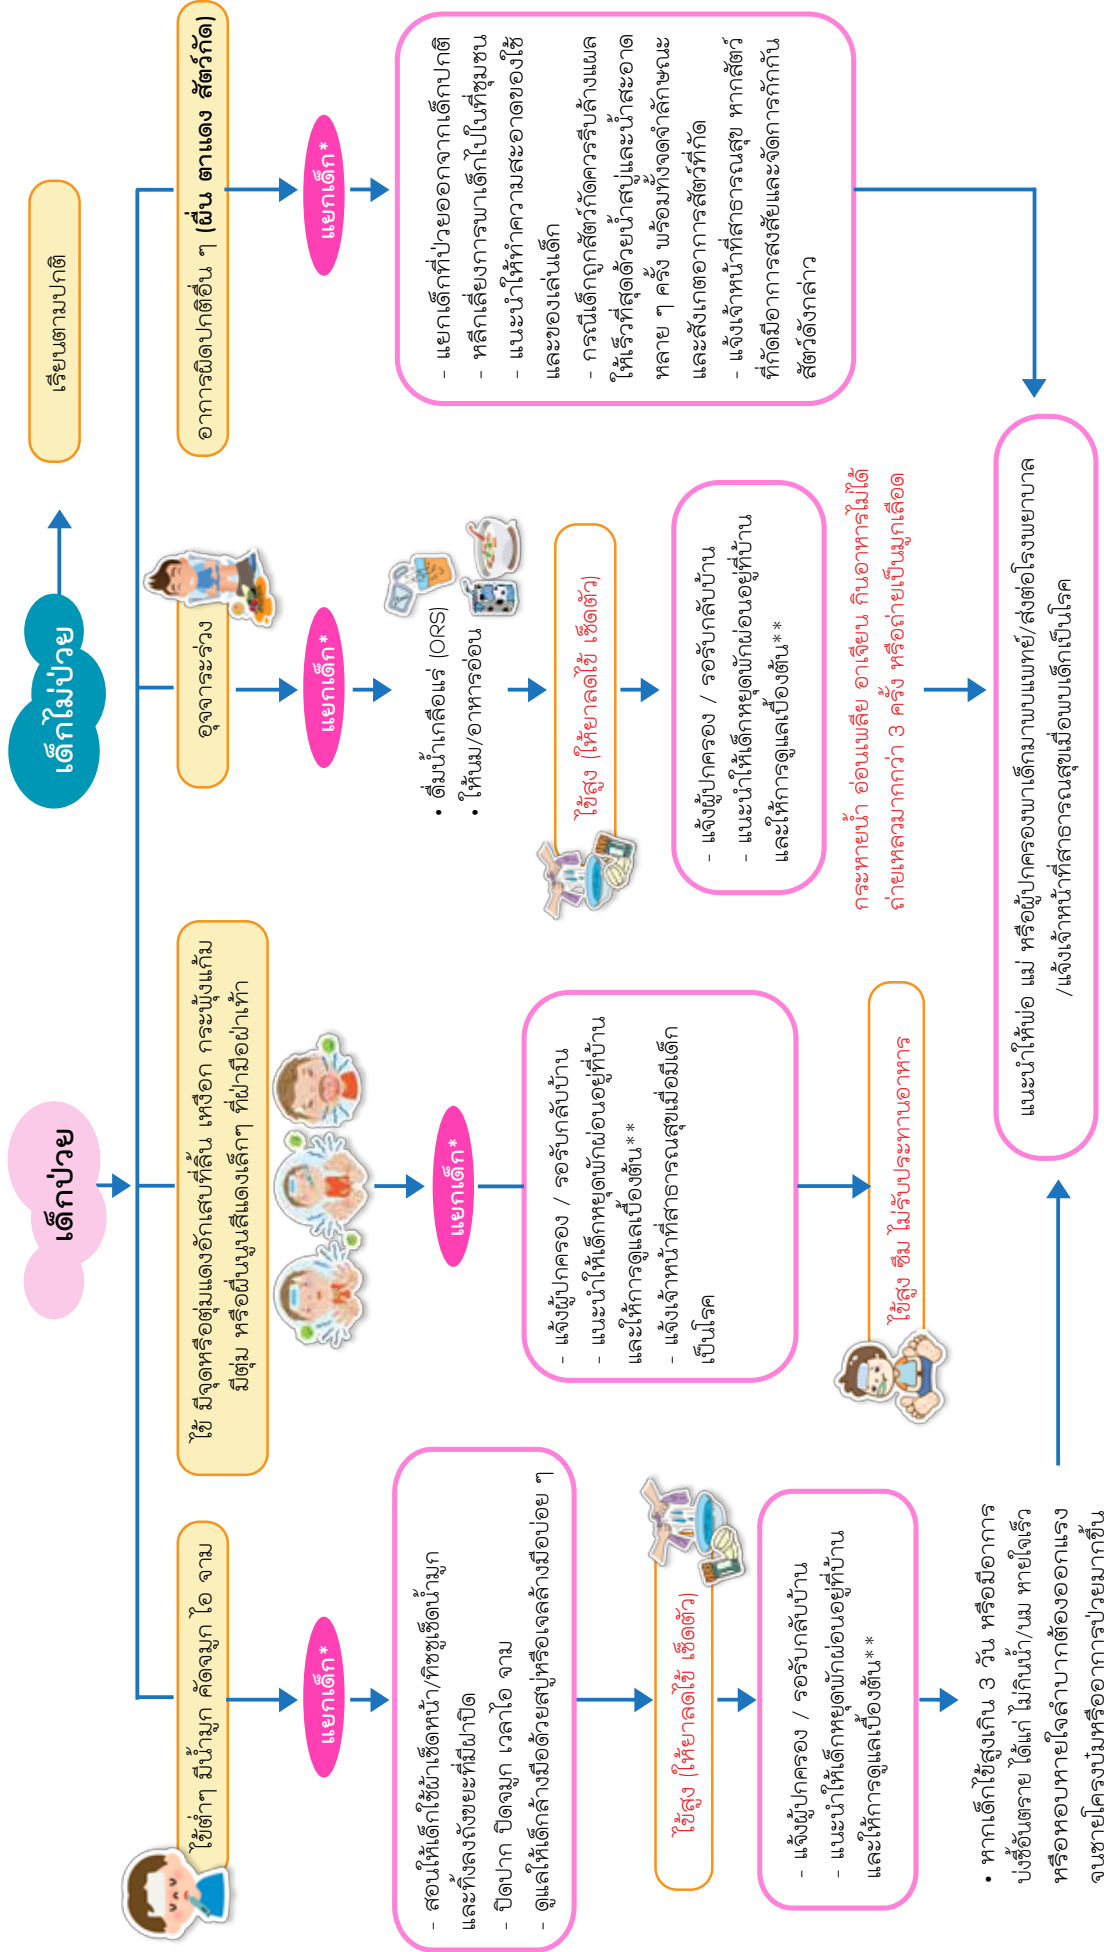 เด็กป่วย
เด็กไม่ป่วย
เรียนตามปกติ
ไข้ต่ำๆ มีน้ำมูก คัดจมูก ไอ จาม
แยกเด็ก*
- สอนให้เด็กใช้ผ้าเช็ดหน้า/ทิชชูเช็ดน้ำมูก
และทิ้งลงถังขยะที่มีฝาปิด
- ปิดปาก ปิดจมูก เวลาไอ จาม
- ดูแลให้เด็กล้างมือด้วยสบู่หรือเจลล้างมือบ่อย ๆ
ไข้สูง (ให้ยาลดไข้ เช็ดตัว)
- แจ้งผู้ปกครอง / รอรับกลับบ้าน
- แนะนำให้เด็กหยุดพักผ่อนอยู่ที่บ้าน
และให้การดูแลเบื้องต้น**
• หากเด็กไข้สูงเกิน 3 วัน หรือมีอาการ
บ่งชี้อันตราย ได้แก่ ไม่กินน้ำ/นม หายใจเร็ว
หรือหอบหายใจลำบากต้องออกแรง
จนชายโครงบุ๋มหรืออาการป่วยมากขึ้น
ไข้ มีจุดหรือตุ่มแดงอักเสบที่ลิ้น เหงือก กระพุ้งแก้ม
มีตุ่ม หรือผื่นนูนสีแดงเล็กๆ ที่ฝ่ามือฝ่าเท้า
แยกเด็ก*
- แจ้งผู้ปกครอง / รอรับกลับบ้าน
- แนะนำให้เด็กหยุดพักผ่อนอยู่ที่บ้าน
และให้การดูแลเบื้องต้น**
- แจ้งเจ้าหน้าที่สาธารณสุขเมื่อมีเด็ก
เป็นโรค
ไข้สูง ซึม ไม่รับประทานอาหาร
อุจจาระร่วง
แยกเด็ก*
• ดื่มน้ำเกลือแร่ (ORS)
• ให้นม/อาหารอ่อน
ไข้สูง (ให้ยาลดไข้ เช็ดตัว)
- แจ้งผู้ปกครอง / รอรับกลับบ้าน
- แนะนำให้เด็กหยุดพักผ่อนอยู่ที่บ้าน
และให้การดูแลเบื้องต้น**
กระหายน้ำ อ่อนเพลีย อาเจียน กินอาหารไม่ได้
ถ่ายเหลวมากกว่า 3 ครั้ง หรือถ่ายเป็นมูกเลือด
อาการผิดปกติอื่น ๆ (ผื่น ตาแดง สัตว์กัด)
แยกเด็ก*
- แยกเด็กที่ป่วยออกจากเด็กปกติ
- หลีกเลี่ยงการพาเด็กไปในที่ชุมชน
- แนะนำให้ทำความสะอาดของใช้
และของเล่นเด็ก
- กรณีเด็กถูกสัตว์กัดควรรีบล้างแผล
ให้เร็วที่สุดด้วยน้ำสบู่และน้ำสะอาด
หลาย ๆ ครั้ง พร้อมทั้งจดจำลักษณะ
และสังเกตอาการสัตว์ที่กัด
- แจ้งเจ้าหน้าที่สาธารณสุข หากสัตว์
ที่กัดมีอาการสงสัยและจัดการกักกัน
สัตว์ดังกล่าว
แนะนำให้พ่อ แม่ หรือผู้ปกครองพาเด็กมาพบแพทย์/ส่งต่อโรงพยาบาล
/แจ้งเจ้าหน้าที่สาธารณสุขเมื่อพบเด็กเป็นโรค